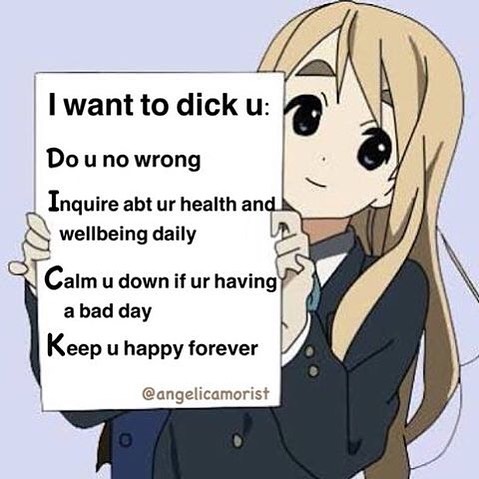 I want to dick u:
Do u no wrong
Inquire abt ur health and
wellbeing daily
Calm u down if ur having
a bad day
Keep u happy forever
@angelicamorist